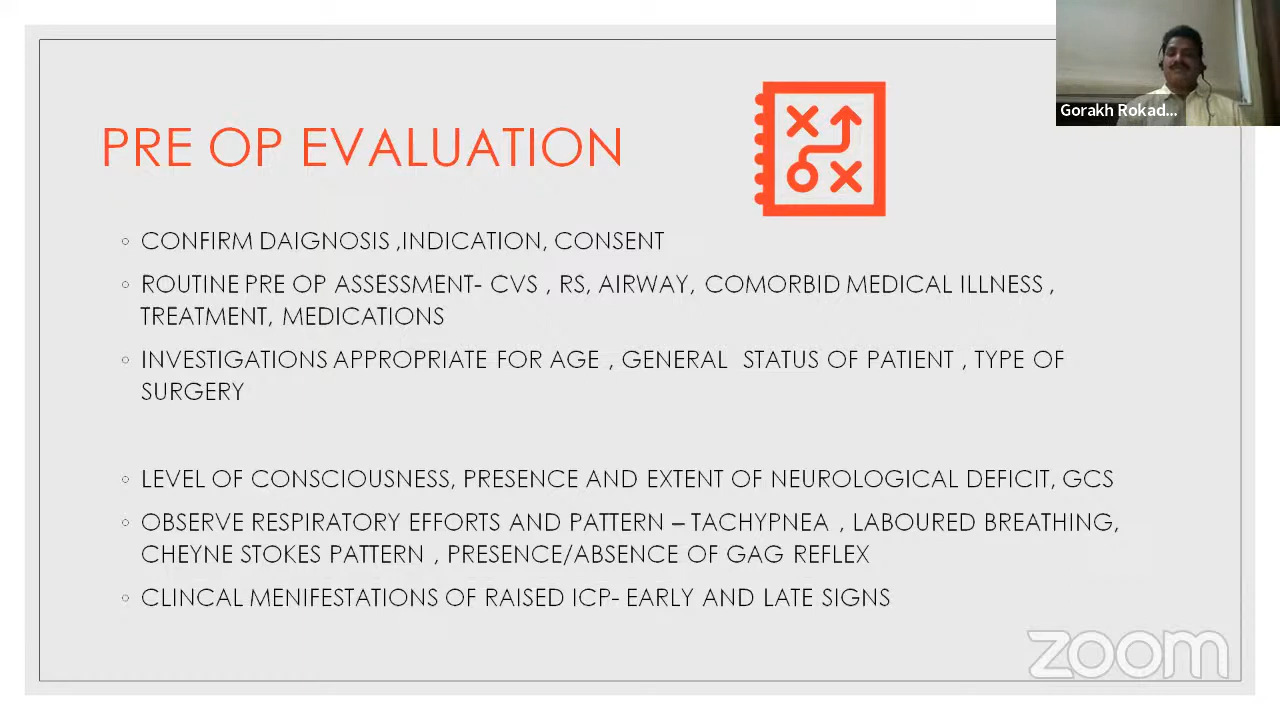 Gorakh Rokad...
PRE OP EVALUATION
CONFIRM DAIGNOSIS ,INDICATION, CONSENT
ROUTINE PRE OP ASSESSMENT- CVS , RS, AIRWAY, COMORBID MEDICAL ILLNESS ,
TREATMENT, MEDICATIONS
INVESTIGATIONS APPROPRIATE FOR AGE , GENERAL STATUS OF PATIENT , TYPE OF
SURGERY
LEVEL OF CONSCIOUSNESS, PRESENCE AND EXTENT OF NEUROLOGICAL DEFICIT, GCS
OBSERVE RESPIRATORY EFFORTS AND PATTERN – TACHYPNEA , LABOURED BREATHING,
CHEYNE STOKES PATTERN , PRESENCE/ABSENCE OF GAG REFLEX
CLINCAL MENIFESTATIONS OF RAISED ICP- EARLY AND LATE SIGNS
zoom